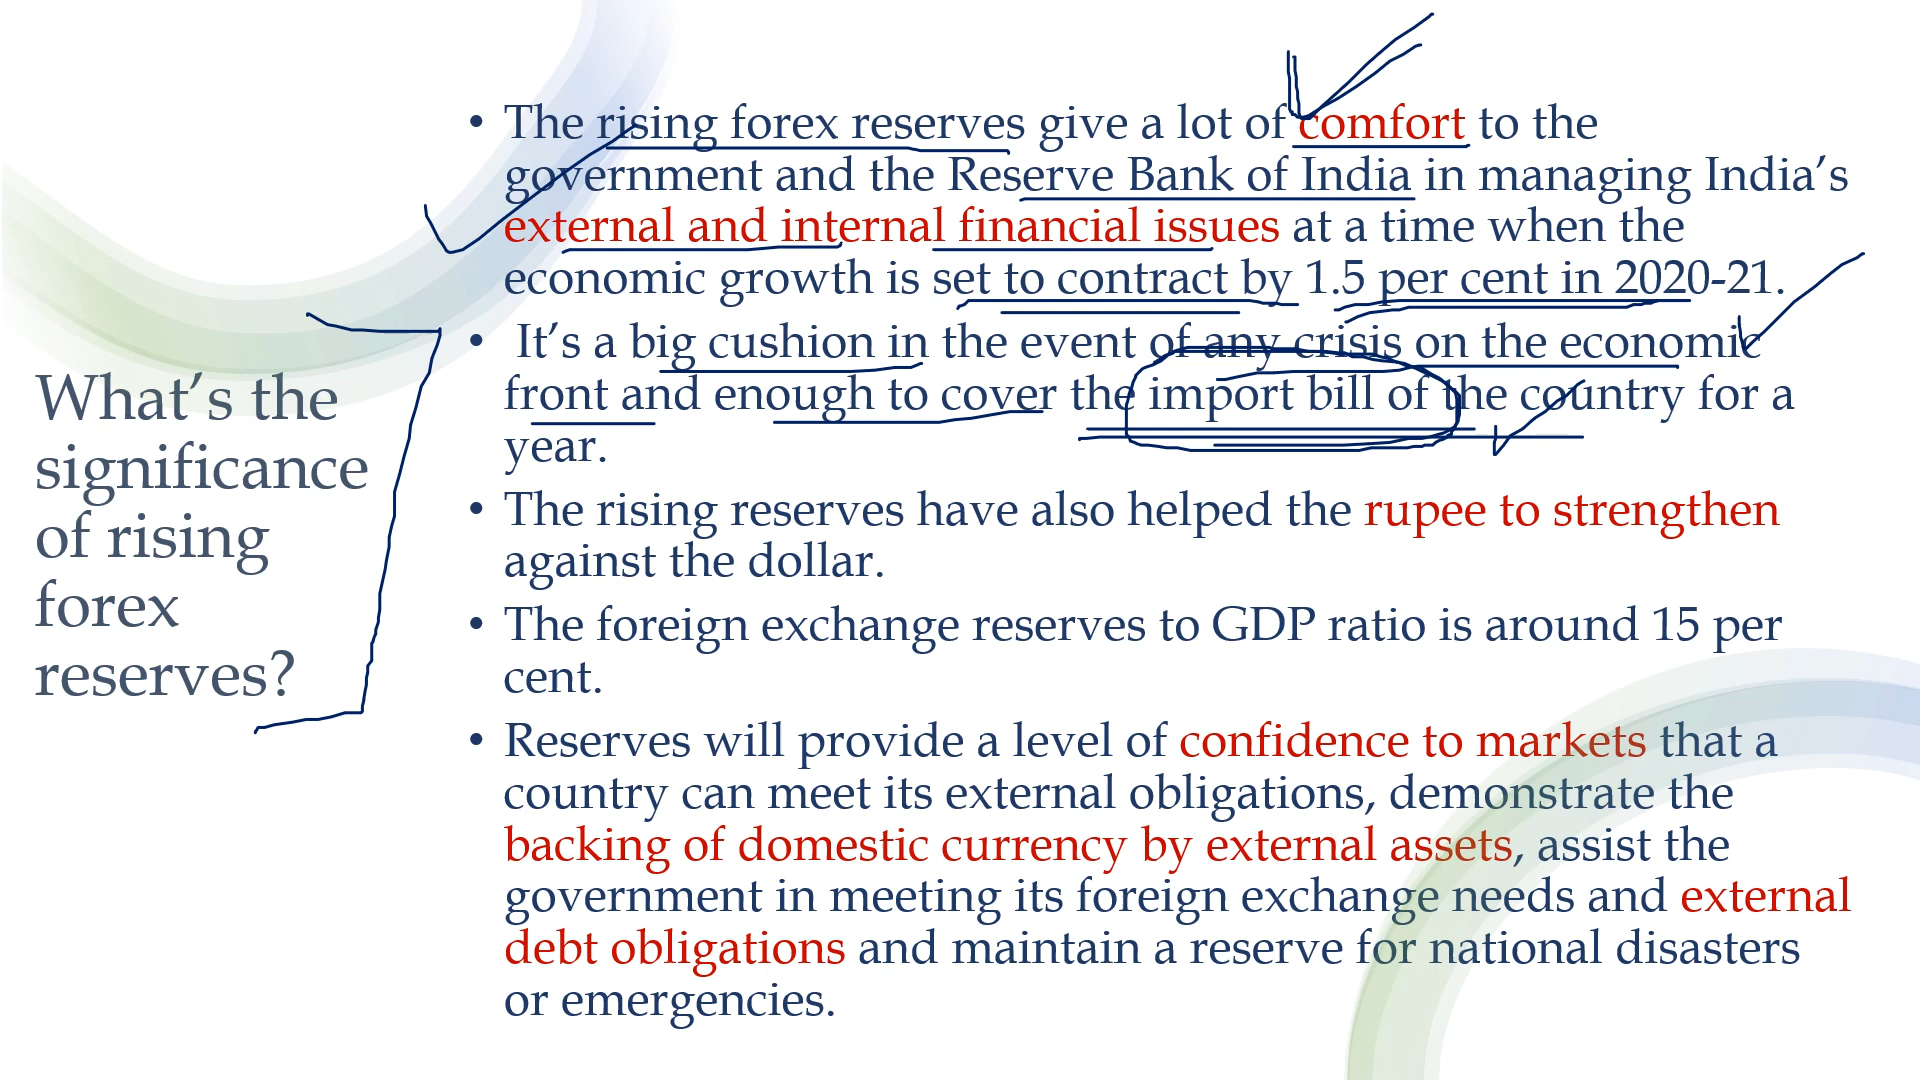 What's the
significance
of rising
forex
reserves?
• The rising forex reserves give a lot of comfort to the
government and the Reserve Bank of India in managing India's
external and internal financial issues at a time when the
economic growth is set to contract by 1.5 per cent in 2020-21.
• It's a big cushion in the event of any crisis on the economic
front and enough to cover the import bill of the country for a
year.
• The rising reserves have also helped the rupee to strengthen
against the dollar.
• The foreign exchange reserves to GDP ratio is around 15 per
cent.
• Reserves will provide a level of confidence to markets that a
country can meet its external obligations, demonstrate the
backing of domestic currency by external assets, assist the
government in meeting its foreign exchange needs and external
debt obligations and maintain a reserve for national disasters
or emergencies.